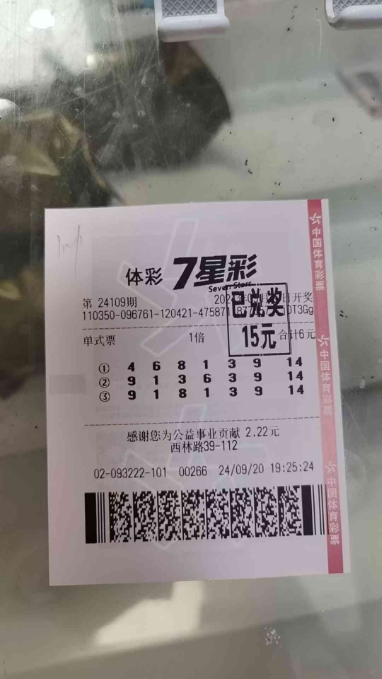 体彩 7星彩
Seven Stars
第 24109期
开奖
110350-096761-120421-47587
已兑奖
15元
单式票 1倍 合计6元
① 4 6 8 1 3 9 14
② 9 1 3 6 3 9 14
③ 9 1 8 1 3 9 14
感谢您为公益事业贡献 2.22元
西林路39-112
02-093222-101 00266 24/09/20 19:25:24
中国体育彩票
中国体育彩票
中国体育彩票